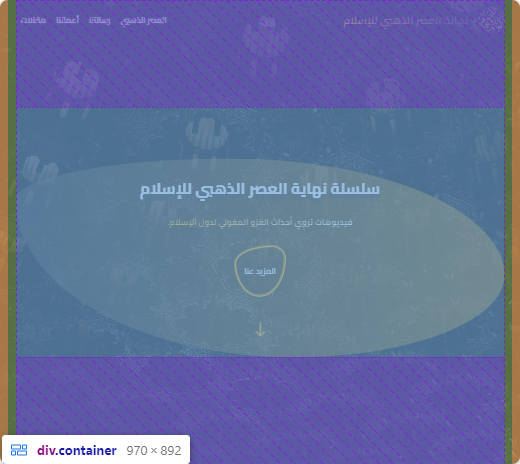 نهاية العصر الذهبي للإسلام
العصر الذهبي رسالتنا أعمالنا مقالات
سلسلة نهاية العصر الذهبي للإسلام
فيديوهات تروي أحداث الغزو المغولي لدول الإسلام.
المزيد عنا
↓
div.container 970 × 892